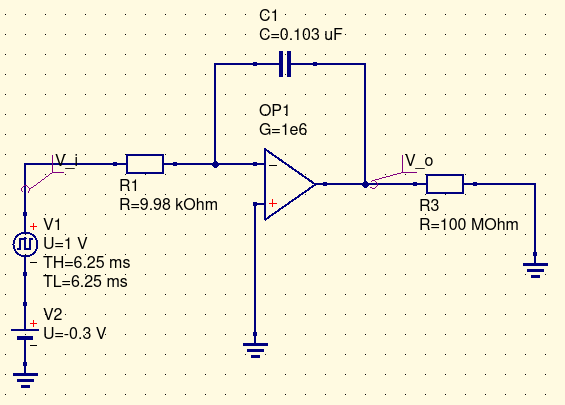 C1
C=0.103 uF
OP1
G=1e6
V_i
V_o
R1
R=9.98 kOhm
R3
R=100 MOhm
V1
U=1 V
TH=6.25 ms
TL=6.25 ms
V2
U=-0.3 V